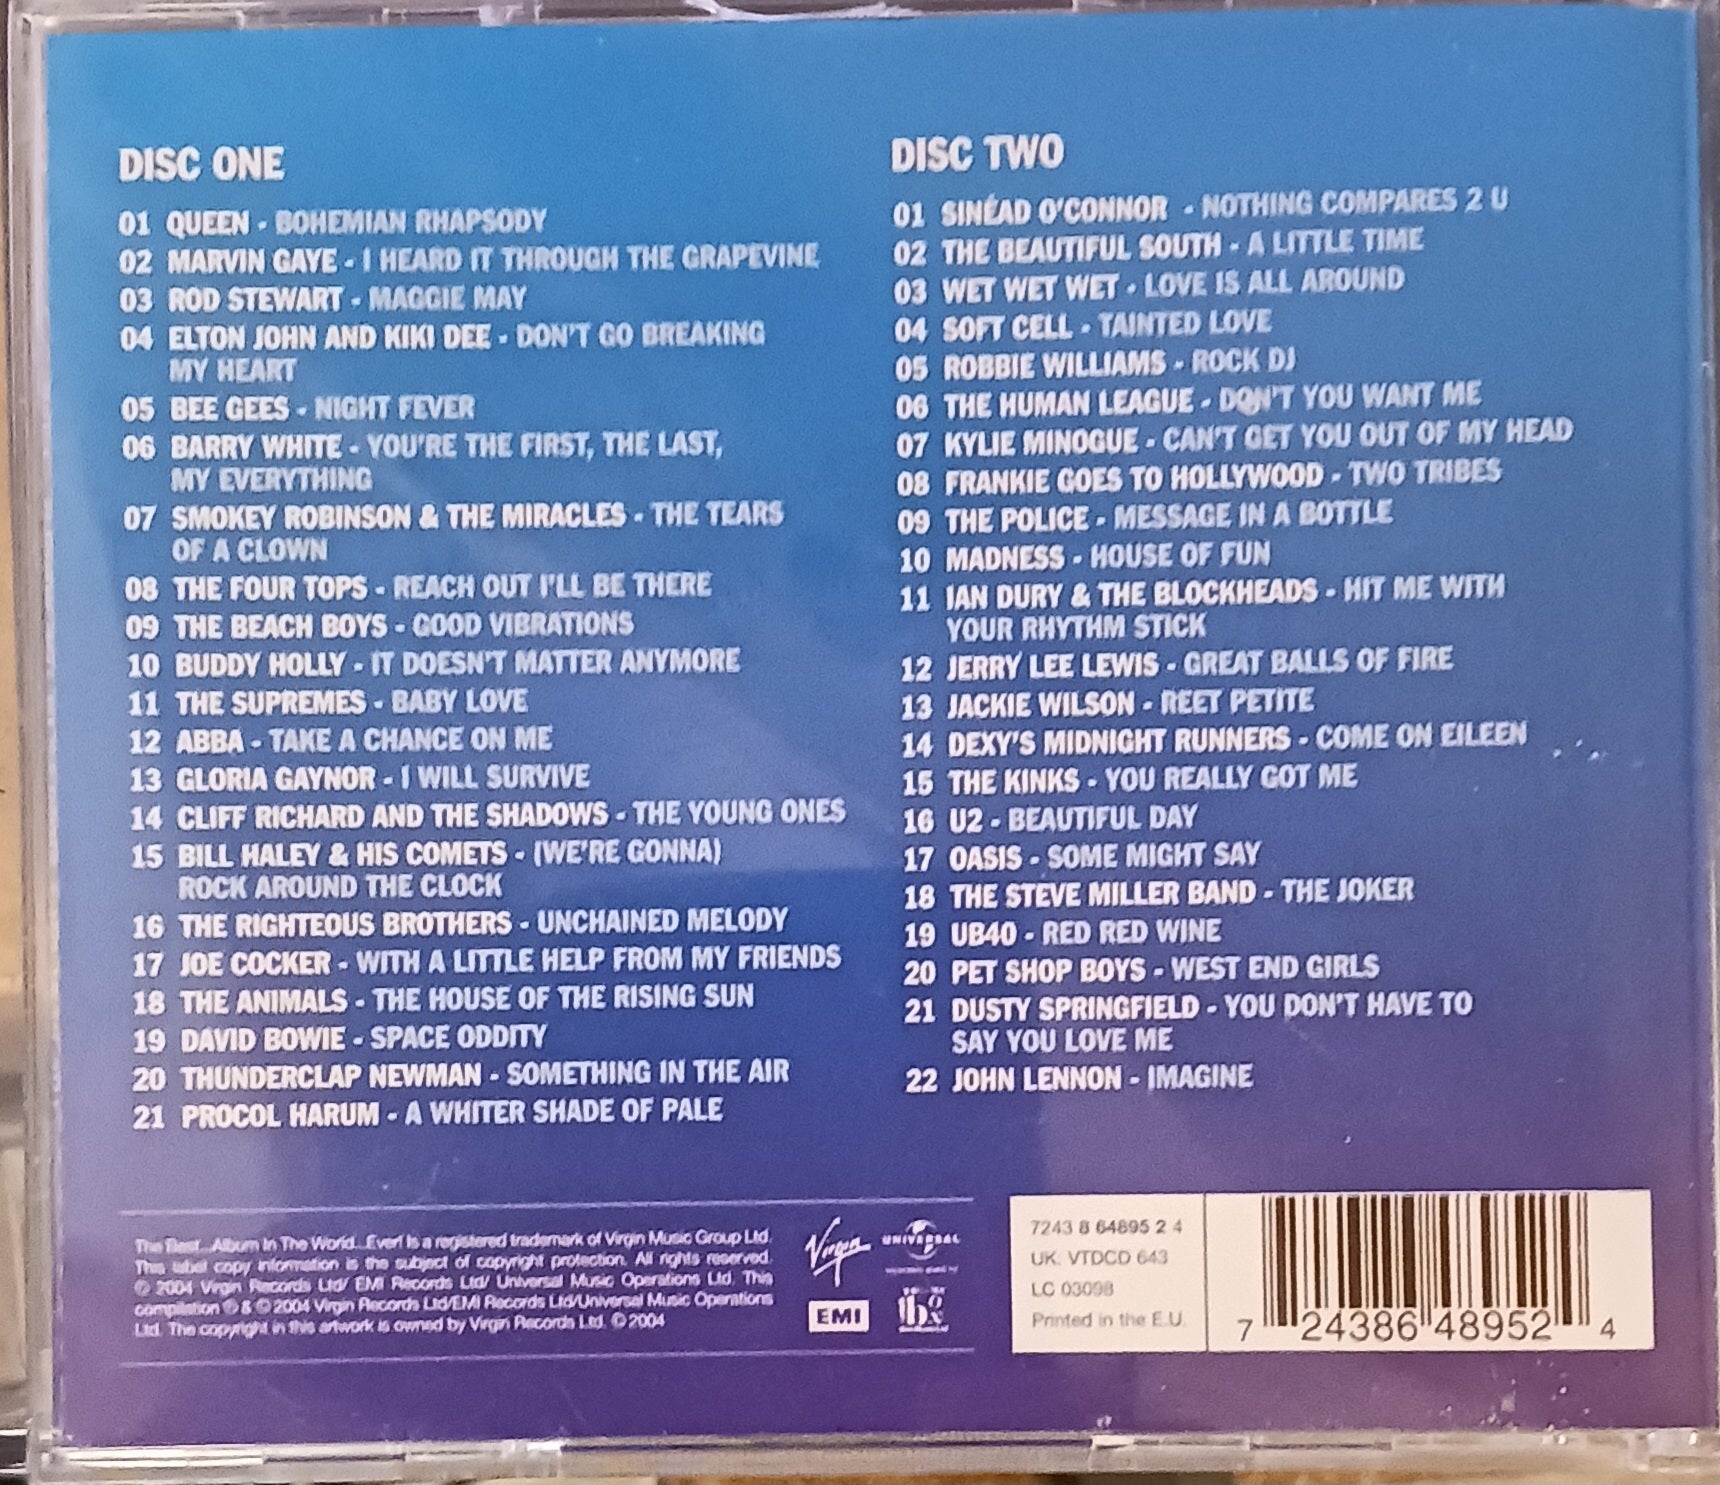 DISC ONE
01 QUEEN - BOHEMIAN RHAPSODY
02 MARVIN GAYE - I HEARD IT THROUGH THE GRAPEVINE
03 ROD STEWART - MAGGIE MAY
04 ELTON JOHN AND KIKI DEE - DON'T GO BREAKING
MY HEART
05 BEE GEES - NIGHT FEVER
06 BARRY WHITE - YOU'RE THE FIRST, THE LAST,
MY EVERYTHING
07 SMOKEY ROBINSON & THE MIRACLES - THE TEARS
OF A CLOWN
08 THE FOUR TOPS - REACH OUT I'LL BE THERE
09 THE BEACH BOYS - GOOD VIBRATIONS
10 BUDDY HOLLY - IT DOESN'T MATTER ANYMORE
11 THE SUPREMES - BABY LOVE
12 ABBA - TAKE A CHANCE ON ME
13 GLORIA GAYNOR - I WILL SURVIVE
14 CLIFF RICHARD AND THE SHADOWS - THE YOUNG ONES
15 BILL HALEY & HIS COMETS - (WE'RE GONNA)
ROCK AROUND THE CLOCK
16 THE RIGHTEOUS BROTHERS - UNCHAINED MELODY
17 JOE COCKER - WITH A LITTLE HELP FROM MY FRIENDS
18 THE ANIMALS - THE HOUSE OF THE RISING SUN
19 DAVID BOWIE - SPACE ODDITY
20 THUNDERCLAP NEWMAN - SOMETHING IN THE AIR
21 PROCOL HARUM - A WHITER SHADE OF PALE
DISC TWO
01 SINÉAD O'CONNOR - NOTHING COMPARES 2 U
02 THE BEAUTIFUL SOUTH - A LITTLE TIME
03 WET WET WET - LOVE IS ALL AROUND
04 SOFT CELL - TAINTED LOVE
05 ROBBIE WILLIAMS - ROCK DJ
06 THE HUMAN LEAGUE - DON'T YOU WANT ME
07 KYLIE MINOGUE - CAN'T GET YOU OUT OF MY HEAD
08 FRANKIE GOES TO HOLLYWOOD - TWO TRIBES
09 THE POLICE - MESSAGE IN A BOTTLE
10 MADNESS - HOUSE OF FUN
11 IAN DURY & THE BLOCKHEADS - HIT ME WITH
YOUR RHYTHM STICK
12 JERRY LEE LEWIS - GREAT BALLS OF FIRE
13 JACKIE WILSON - REET PETITE
14 DEXY'S MIDNIGHT RUNNERS - COME ON EILEEN
15 THE KINKS - YOU REALLY GOT ME
16 U2 - BEAUTIFUL DAY
17 OASIS - SOME MIGHT SAY
18 THE STEVE MILLER BAND - THE JOKER
19 UB40 - RED RED WINE
20 PET SHOP BOYS - WEST END GIRLS
21 DUSTY SPRINGFIELD - YOU DON'T HAVE TO
SAY YOU LOVE ME
22 JOHN LENNON - IMAGINE
The Best...Album In The World...Ever! is a registered trademark of Virgin Music Group Ltd.
This label copy information is the subject of copyright protection. All rights reserved.
© 2004 Virgin Records Ltd/ EMI Records Ltd/ Universal Music Operations Ltd. This
compilation ℗ & © 2004 Virgin Records Ltd/EMI Records Ltd/Universal Music Operations
Ltd. The copyright in this artwork is owned by Virgin Records Ltd. © 2004
Virgin
UNIVERSAL
EMI
7243 8 64895 2 4
UK: VTDCD 643
LC 03098
Printed in the E.U.
7 24386 48952 4